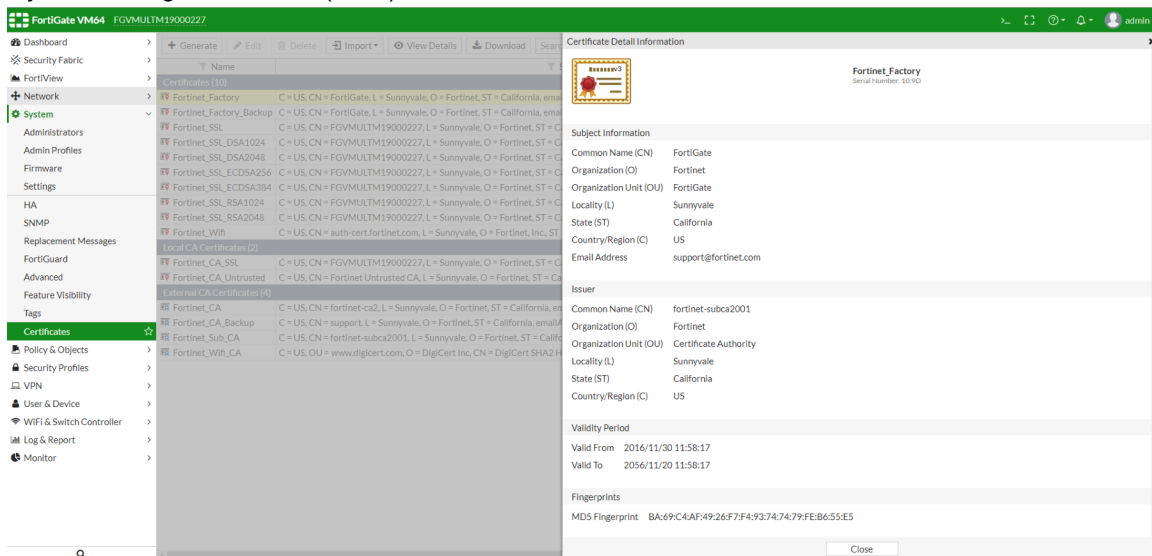 FortiGate VM64 FGVMULTM19000227
>_ admin
Dashboard
Security Fabric
FortiView
Network
System
Administrators
Admin Profiles
Firmware
Settings
HA
SNMP
Replacement Messages
FortiGuard
Advanced
Feature Visibility
Tags
Certificates
Policy & Objects
Security Profiles
VPN
User & Device
WiFi & Switch Controller
Log & Report
Monitor
+ Generate Edit Delete Import View Details Download Sear
Name
Certificates (10)
Fortinet_Factory C = US, CN = FortiGate, L = Sunnyvale, O = Fortinet, ST = California, emai
Fortinet_Factory_Backup C = US, CN = FortiGate, L = Sunnyvale, O = Fortinet, ST = California, emai
Fortinet_SSL C = US, CN = FGVMULTM19000227, L = Sunnyvale, O = Fortinet, ST = C
Fortinet_SSL_DSA1024 C = US, CN = FGVMULTM19000227, L = Sunnyvale, O = Fortinet, ST = C
Fortinet_SSL_DSA2048 C = US, CN = FGVMULTM19000227, L = Sunnyvale, O = Fortinet, ST = C
Fortinet_SSL_ECDSA256 C = US, CN = FGVMULTM19000227, L = Sunnyvale, O = Fortinet, ST = C
Fortinet_SSL_ECDSA384 C = US, CN = FGVMULTM19000227, L = Sunnyvale, O = Fortinet, ST = C
Fortinet_SSL_RSA1024 C = US, CN = FGVMULTM19000227, L = Sunnyvale, O = Fortinet, ST = C
Fortinet_SSL_RSA2048 C = US, CN = FGVMULTM19000227, L = Sunnyvale, O = Fortinet, ST = C
Fortinet_Wifi C = US, CN = auth-cert.fortinet.com, L = Sunnyvale, O = Fortinet, Inc., ST
Local CA Certificates (2)
Fortinet_CA_SSL C = US, CN = FGVMULTM19000227, L = Sunnyvale, O = Fortinet, ST = C
Fortinet_CA_Untrusted C = US, CN = Fortinet Untrusted CA, L = Sunnyvale, O = Fortinet, ST = Ca
External CA Certificates (4)
Fortinet_CA C = US, CN = fortinet-ca2, L = Sunnyvale, O = Fortinet, ST = California, em
Fortinet_CA_Backup C = US, CN = support, L = Sunnyvale, O = Fortinet, ST = California, emailA
Fortinet_Sub_CA C = US, CN = fortinet-subca2001, L = Sunnyvale, O = Fortinet, ST = Califo
Fortinet_Wifi_CA C = US, OU = www.digicert.com, O = DigiCert Inc, CN = DigiCert SHA2 H
Certificate Detail Information
Fortinet_Factory
Serial Number: 10:9D
Subject Information
Common Name (CN) FortiGate
Organization (O) Fortinet
Organization Unit (OU) FortiGate
Locality (L) Sunnyvale
State (ST) California
Country/Region (C) US
Email Address support@fortinet.com
Issuer
Common Name (CN) fortinet-subca2001
Organization (O) Fortinet
Organization Unit (OU) Certificate Authority
Locality (L) Sunnyvale
State (ST) California
Country/Region (C) US
Validity Period
Valid From 2016/11/30 11:58:17
Valid To 2056/11/20 11:58:17
Fingerprints
MD5 Fingerprint BA:69:C4:AF:49:26:F7:F4:93:74:74:79:FE:B6:55:E5
Close